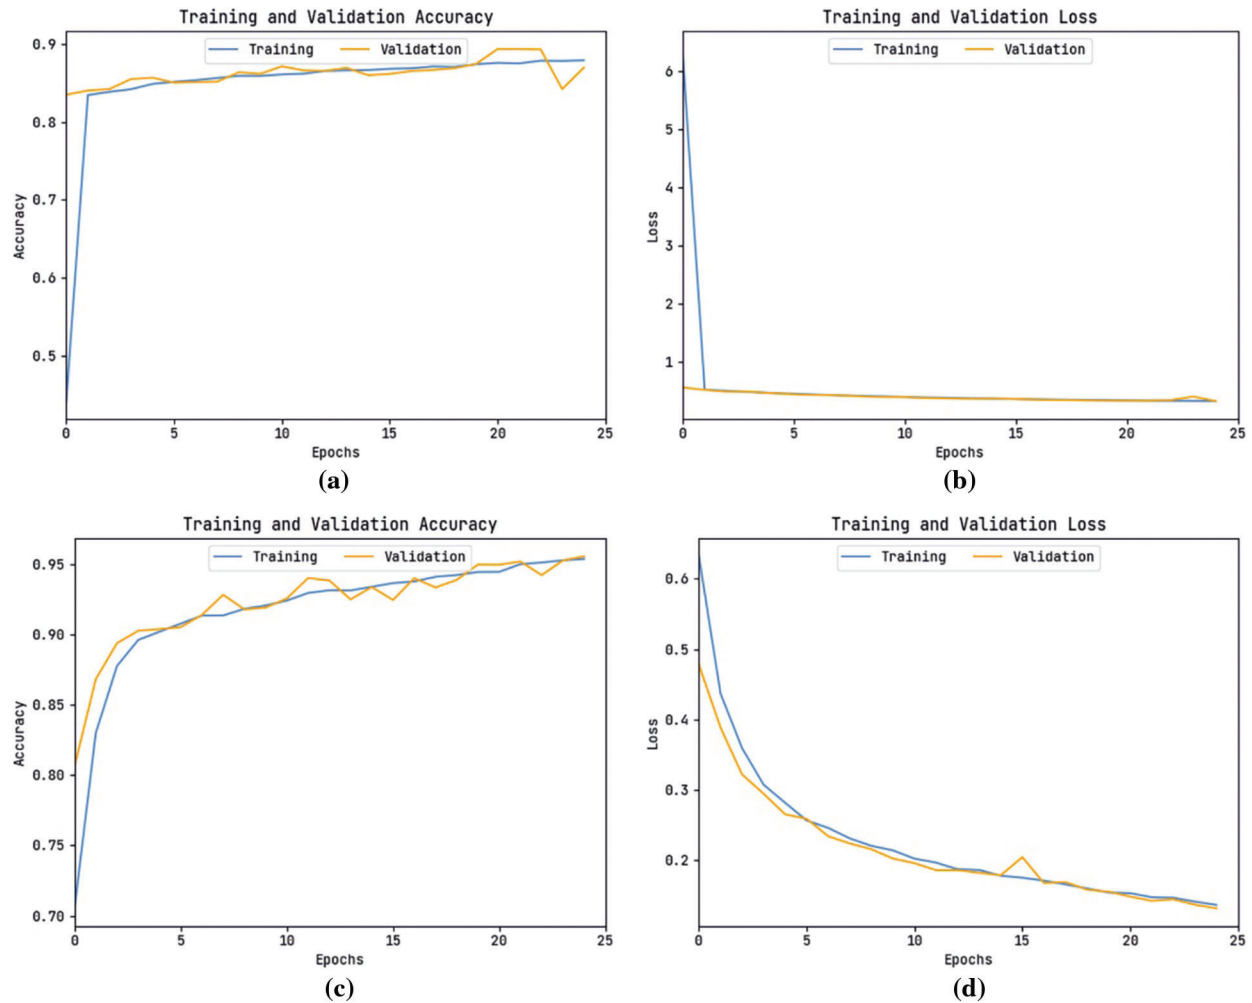 Training and Validation Accuracy
Training Validation
0.9
0.8
0.7
0.6
0.5
Accuracy
0 5 10 15 20 25
Epochs
(a)
Training and Validation Loss
Training Validation
6
5
4
3
2
1
Loss
0 5 10 15 20 25
Epochs
(b)
Training and Validation Accuracy
Training Validation
0.95
0.90
0.85
0.80
0.75
0.70
Accuracy
0 5 10 15 20 25
Epochs
(c)
Training and Validation Loss
Training Validation
0.6
0.5
0.4
0.3
0.2
Loss
0 5 10 15 20 25
Epochs
(d)